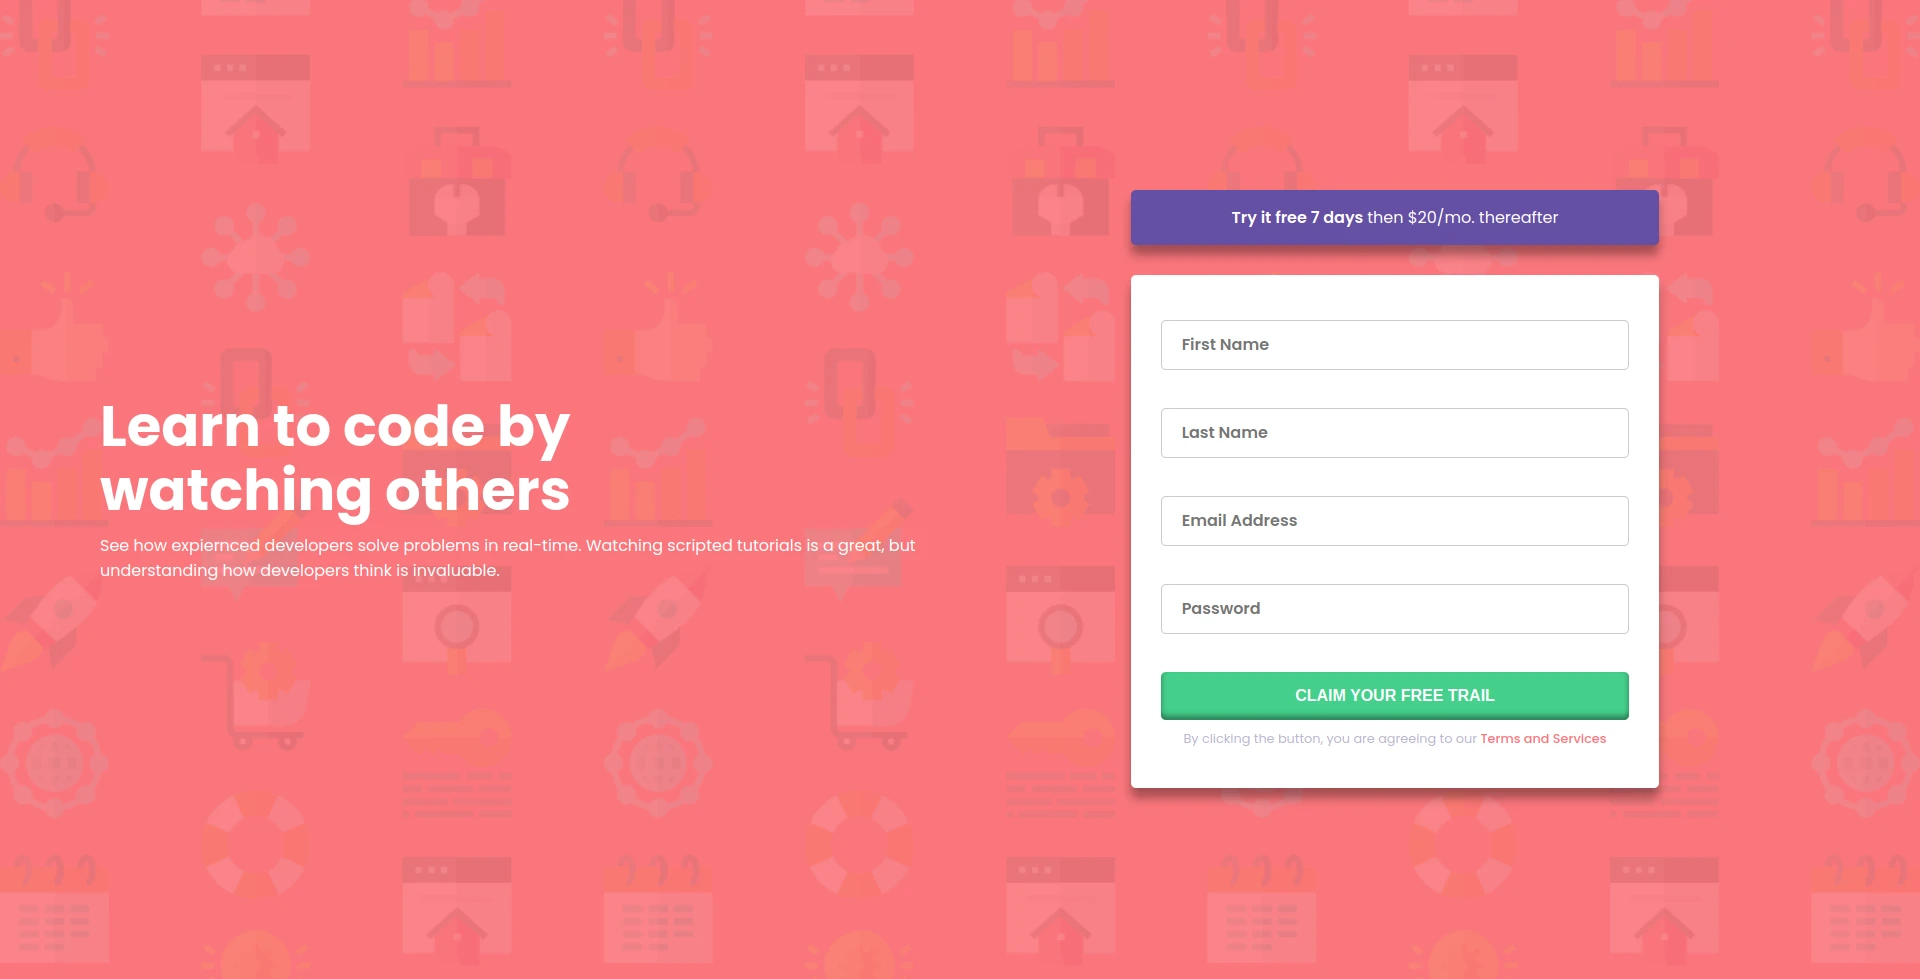 Learn to code by
watching others
See how expiernced developers solve problems in real-time. Watching scripted tutorials is a great, but
understanding how developers think is invaluable.
Try it free 7 days then $20/mo. thereafter
First Name
Last Name
Email Address
Password
CLAIM YOUR FREE TRAIL
By clicking the button, you are agreeing to our Terms and Services